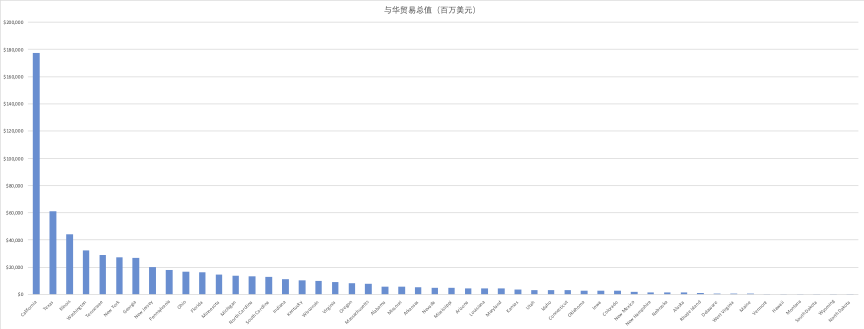 与华贸易总值（百万美元）
$200,000
$180,000
$160,000
$140,000
$120,000
$100,000
$80,000
$60,000
$40,000
$20,000
$0
California
Texas
Illinois
Washington
Tennessee
New York
Georgia
New Jersey
Pennsylvania
Ohio
Florida
Minnesota
Michigan
North Carolina
South Carolina
Indiana
Kentucky
Wisconsin
Virginia
Oregon
Massachusetts
Alabama
Missouri
Arkansas
Nevada
Mississippi
Arizona
Louisiana
Maryland
Kansas
Utah
Idaho
Connecticut
Oklahoma
Iowa
Colorado
New Mexico
New Hampshire
Nebraska
Alaska
Rhode Island
Delaware
West Virginia
Maine
Vermont
Hawaii
Montana
South Dakota
Wyoming
North Dakota